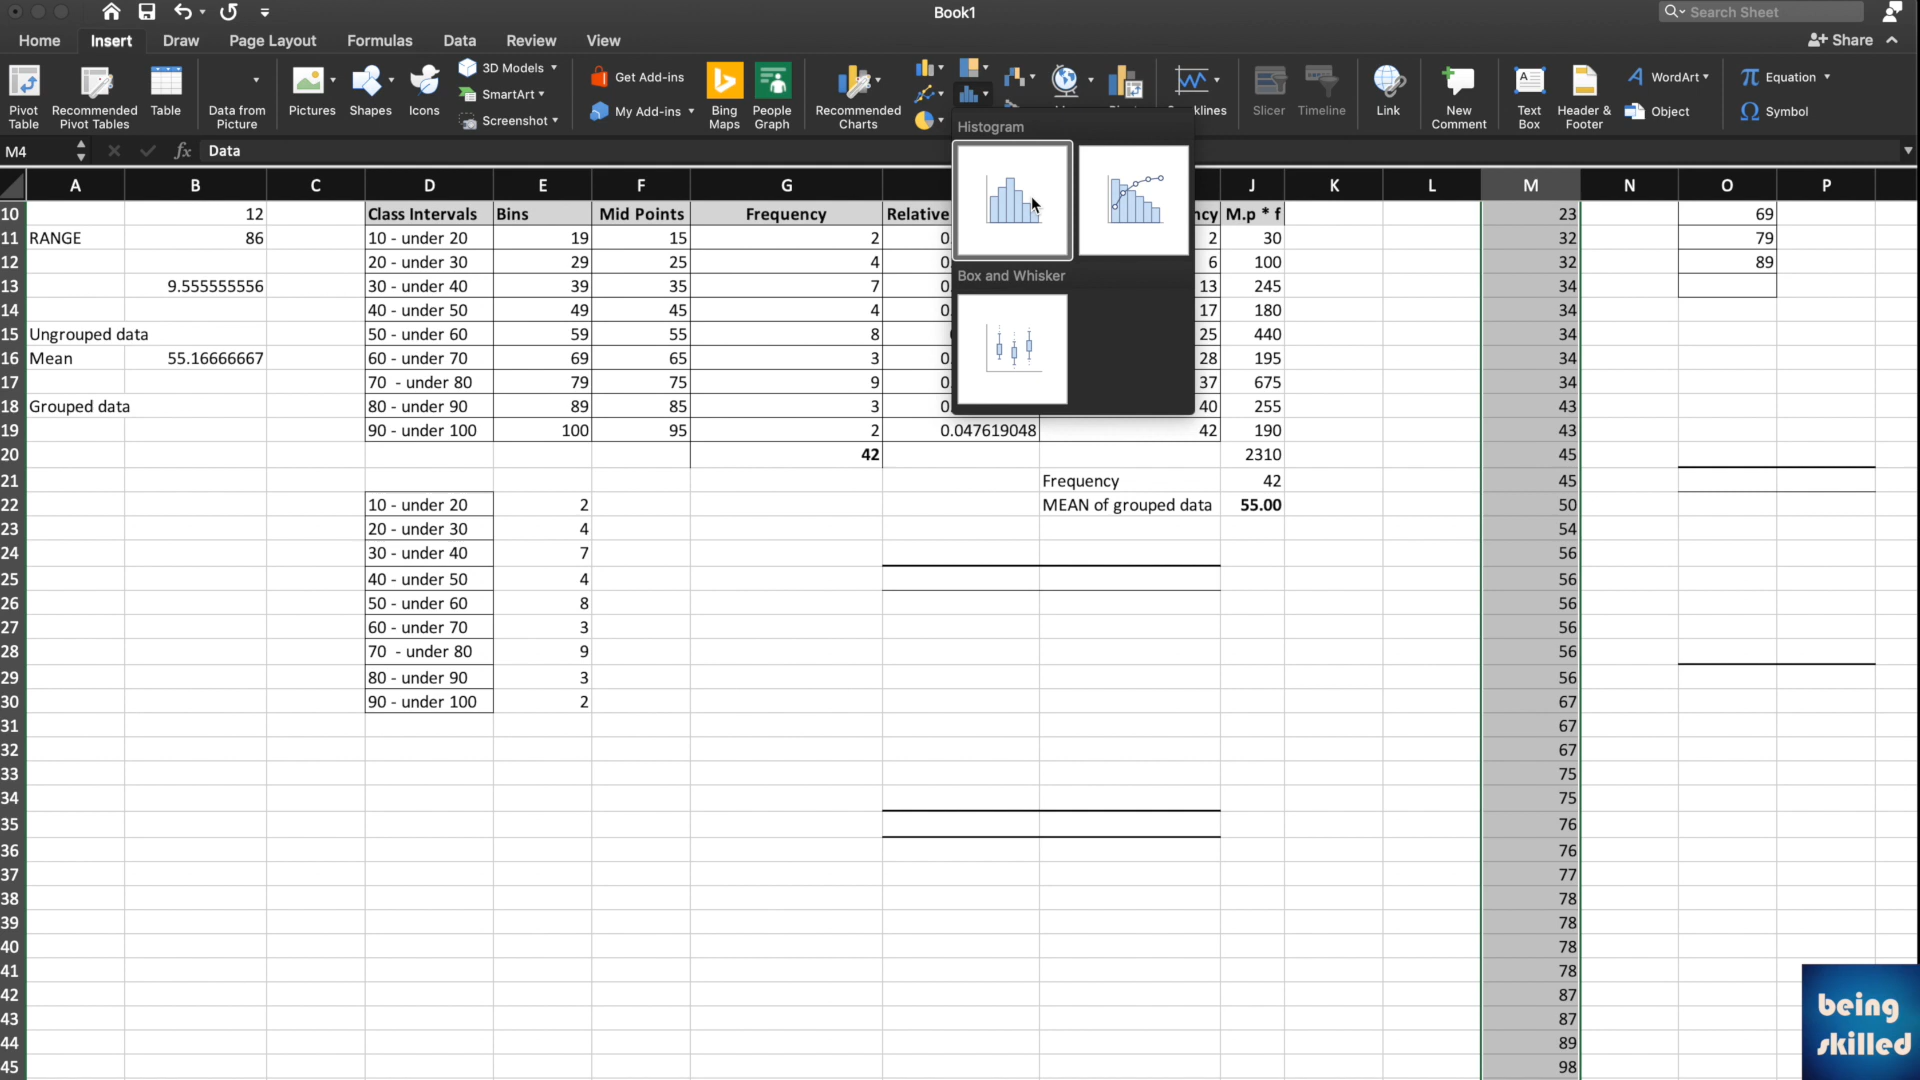 Book1
Search Sheet
Home Insert Draw Page Layout Formulas Data Review View Share
Pivot Table
Recommended Pivot Tables
Table
Data from Picture
Pictures
Shapes
Icons
3D Models
SmartArt
Screenshot
Get Add-ins
My Add-ins
Bing Maps
People Graph
Recommended Charts
Slicer
Timeline
Link
New Comment
Text Box
Header & Footer
WordArt
Object
Equation
Symbol
M4 fx Data
Histogram
Box and Whisker
A B C D E F G J K L M N O P
10 12 Class Intervals Bins Mid Points Frequency Relative M.p * f 23 69
11 RANGE 86 10 - under 20 19 15 2 0. 2 30 32 79
12 20 - under 30 29 25 4 0. 6 100 32 89
13 9.555555556 30 - under 40 39 35 7 0. 13 245 34
14 40 - under 50 49 45 4 0. 17 180 34
15 Ungrouped data 50 - under 60 59 55 8 25 440 34
16 Mean 55.16666667 60 - under 70 69 65 3 0. 28 195 34
17 70 - under 80 79 75 9 0. 37 675 34
18 Grouped data 80 - under 90 89 85 3 0. 40 255 43
19 90 - under 100 100 95 2 0.047619048 42 190 43
20 42 2310 45
21 Frequency 42 45
22 10 - under 20 2 MEAN of grouped data 55.00 50
23 20 - under 30 4 54
24 30 - under 40 7 56
25 40 - under 50 4 56
26 50 - under 60 8 56
27 60 - under 70 3 56
28 70 - under 80 9 56
29 80 - under 90 3 56
30 90 - under 100 2 67
31 67
32 67
33 75
34 75
35 76
36 76
37 77
38 78
39 78
40 78
41 78
42 87
43 87
44 89
45 98
being
skilled